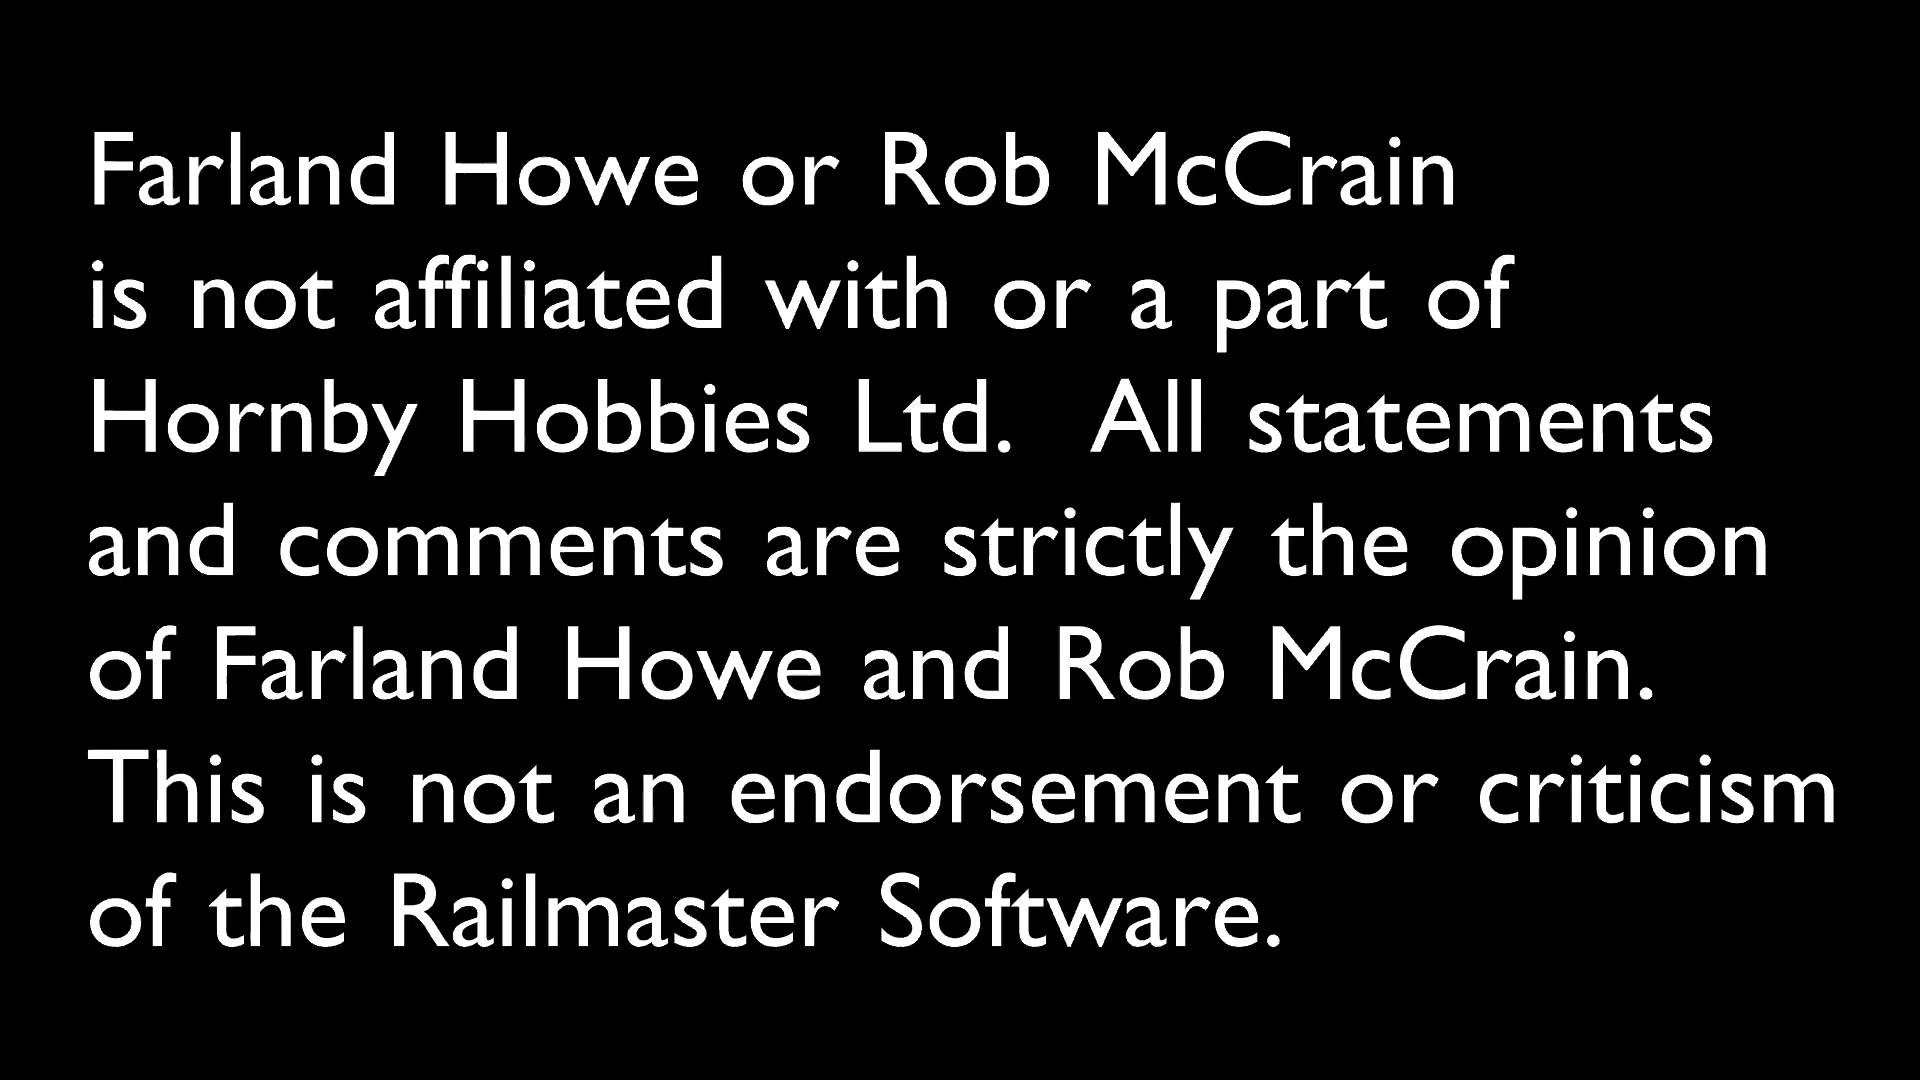 Farland Howe or Rob McCrain
is not affiliated with or a part of
Hornby Hobbies Ltd.  All statements
and comments are strictly the opinion
of Farland Howe and Rob McCrain.
This is not an endorsement or criticism
of the Railmaster Software.